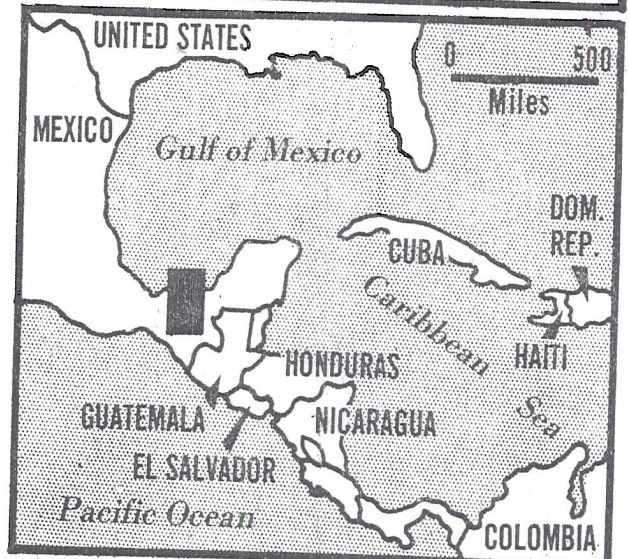 UNITED STATES
0 500
Miles
MEXICO
Gulf of Mexico
DOM.
REP.
CUBA
Caribbean
Sea
HAITI
HONDURAS
GUATEMALA
NICARAGUA
EL SALVADOR
Pacific Ocean
COLOMBIA